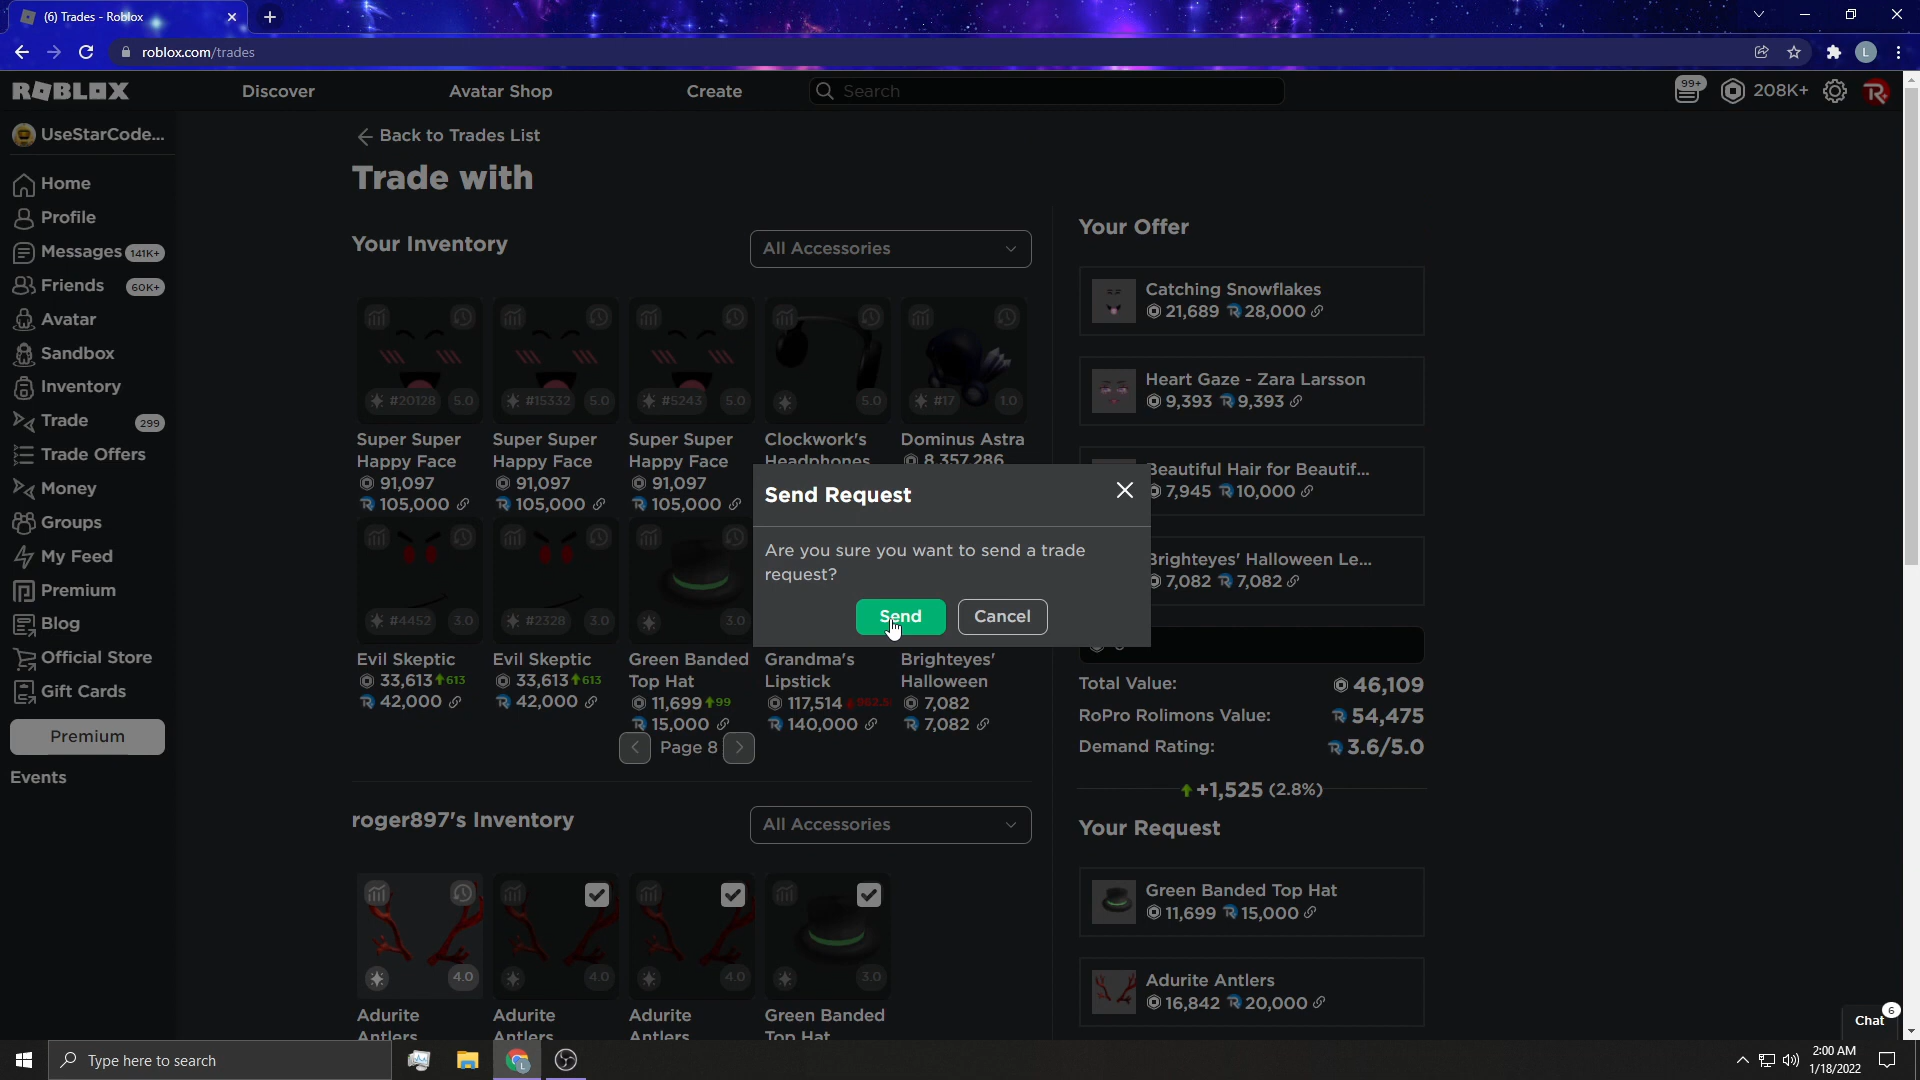 (6) Trades - Roblox
roblox.com/trades
L
ROBLOX
Discover
Avatar Shop
Create
Search
99+
208K+
UseStarCode...
Home
Profile
Messages 141K+
Friends 60K+
Avatar
Sandbox
Inventory
Trade 299
Trade Offers
Money
Groups
My Feed
Premium
Blog
Official Store
Gift Cards
Premium
Events
Back to Trades List
Trade with
Your Inventory
All Accessories
#20128 5.0
#15332 5.0
#5243 5.0
5.0
#17 1.0
Super Super Happy Face
91,097
105,000
Super Super Happy Face
91,097
105,000
Super Super Happy Face
91,097
105,000
Clockwork's
Headphones
Dominus Astra
8,357,286
#4452 3.0
#2328 3.0
3.0
Evil Skeptic
33,613 613
42,000
Evil Skeptic
33,613 613
42,000
Green Banded
Top Hat
11,699 99
15,000
Grandma's
Lipstick
117,514
140,000
Brighteyes'
Halloween
7,082
7,082
Page 8
roger897's Inventory
All Accessories
4.0
4.0
4.0
3.0
Adurite
Antlers
Adurite
Antlers
Adurite
Antlers
Green Banded
Top Hat
Send Request
Are you sure you want to send a trade
request?
Send
Cancel
Your Offer
Catching Snowflakes
21,689 28,000
Heart Gaze - Zara Larsson
9,393 9,393
Beautiful Hair for Beautif...
7,945 10,000
Brighteyes' Halloween Le...
7,082 7,082
Total Value: 46,109
RoPro Rolimons Value: 54,475
Demand Rating: 3.6/5.0
+1,525 (2.8%)
Your Request
Green Banded Top Hat
11,699 15,000
Adurite Antlers
16,842 20,000
Chat 6
Type here to search
2:00 AM
1/18/2022